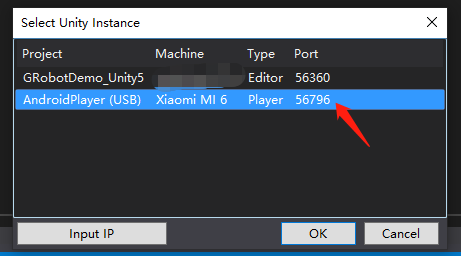 Select Unity Instance
Project Machine Type Port
GRobotDemo_Unity5 Editor 56360
AndroidPlayer (USB) Xiaomi MI 6 Player 56796
Input IP OK Cancel